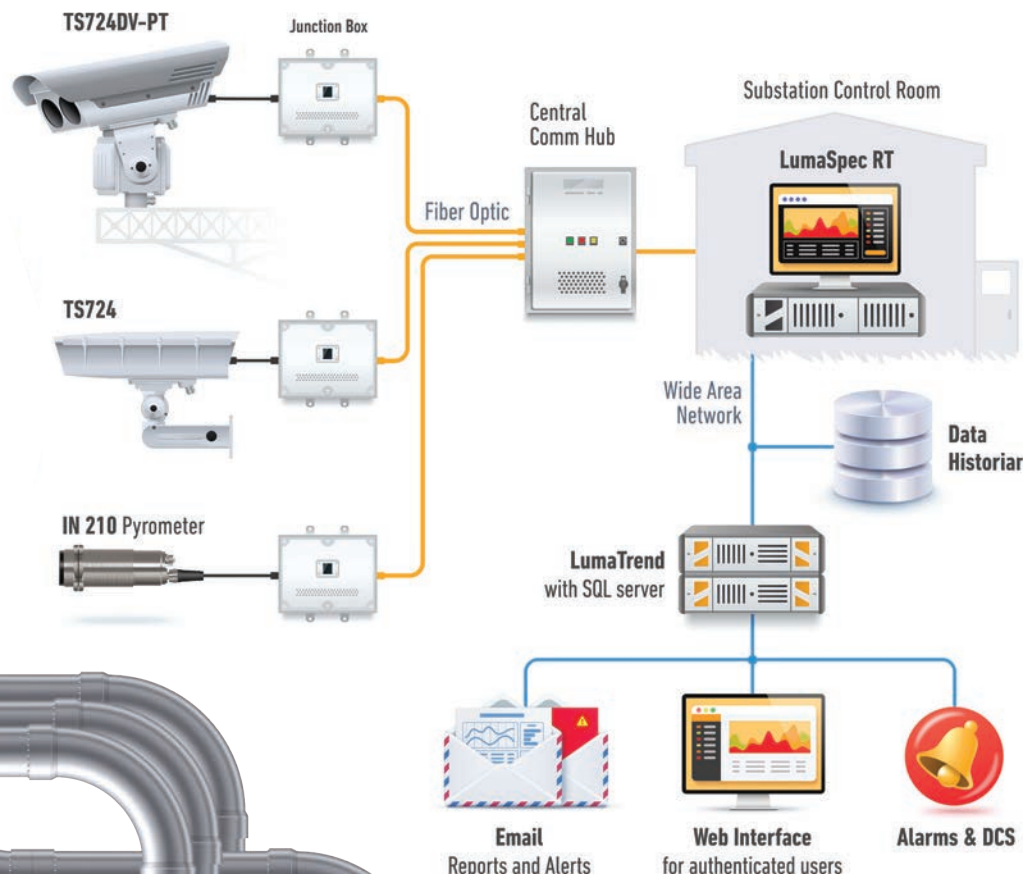 TS724DV-PT
Junction Box
Central
Comm Hub
Substation Control Room
LumaSpec RT
Fiber Optic
TS724
Wide Area
Network
Data
Historian
IN 210 Pyrometer
LumaTrend
with SQL server
Email
Reports and Alerts
Web Interface
for authenticated users
Alarms & DCS